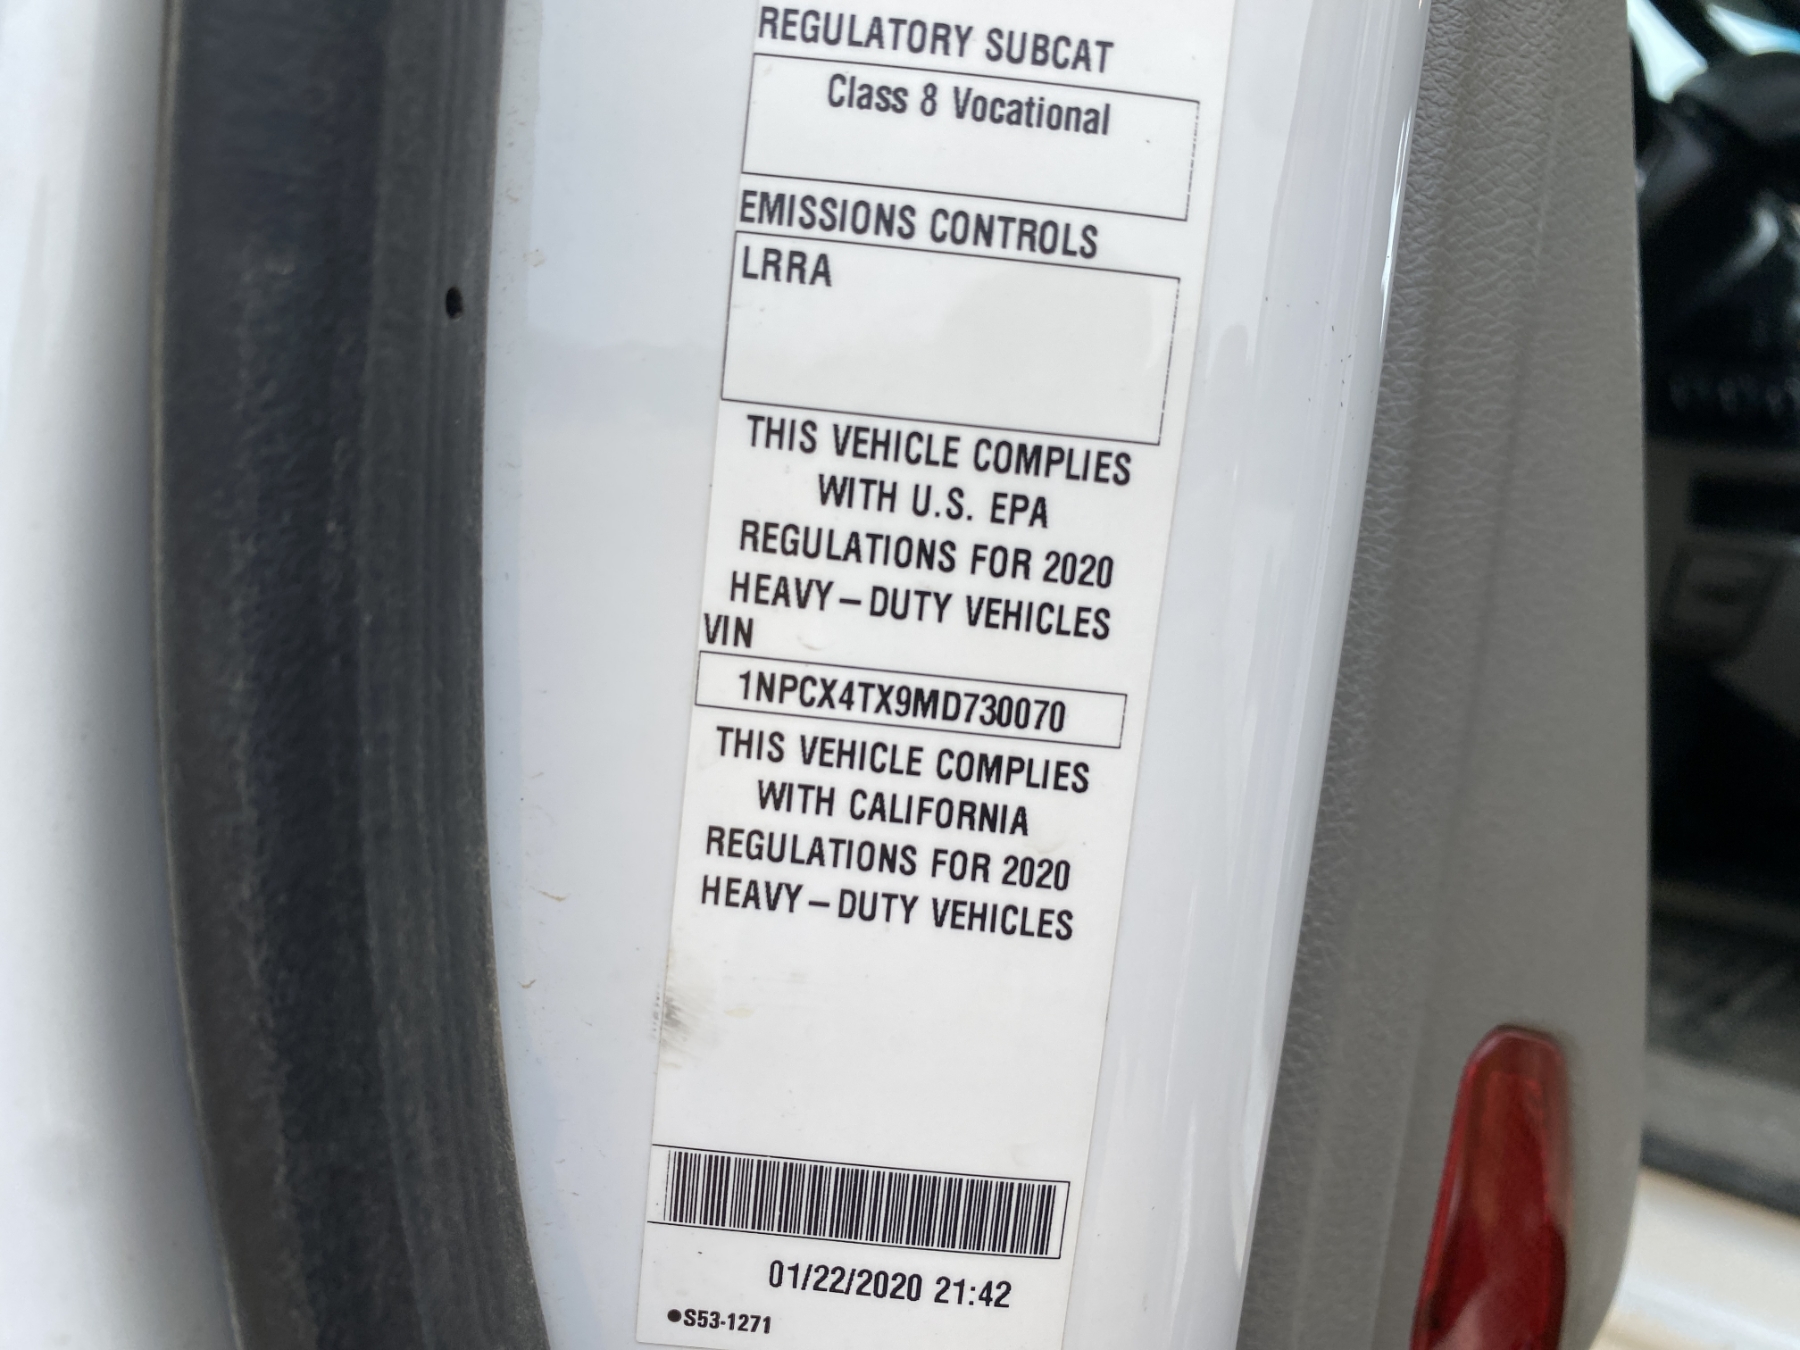 REGULATORY SUBCAT
Class 8 Vocational
EMISSIONS CONTROLS
LRRA
THIS VEHICLE COMPLIES
WITH U.S. EPA
REGULATIONS FOR 2020
HEAVY–DUTY VEHICLES
VIN
1NPCX4TX9MD730070
THIS VEHICLE COMPLIES
WITH CALIFORNIA
REGULATIONS FOR 2020
HEAVY–DUTY VEHICLES
01/22/2020 21:42
●S53-1271